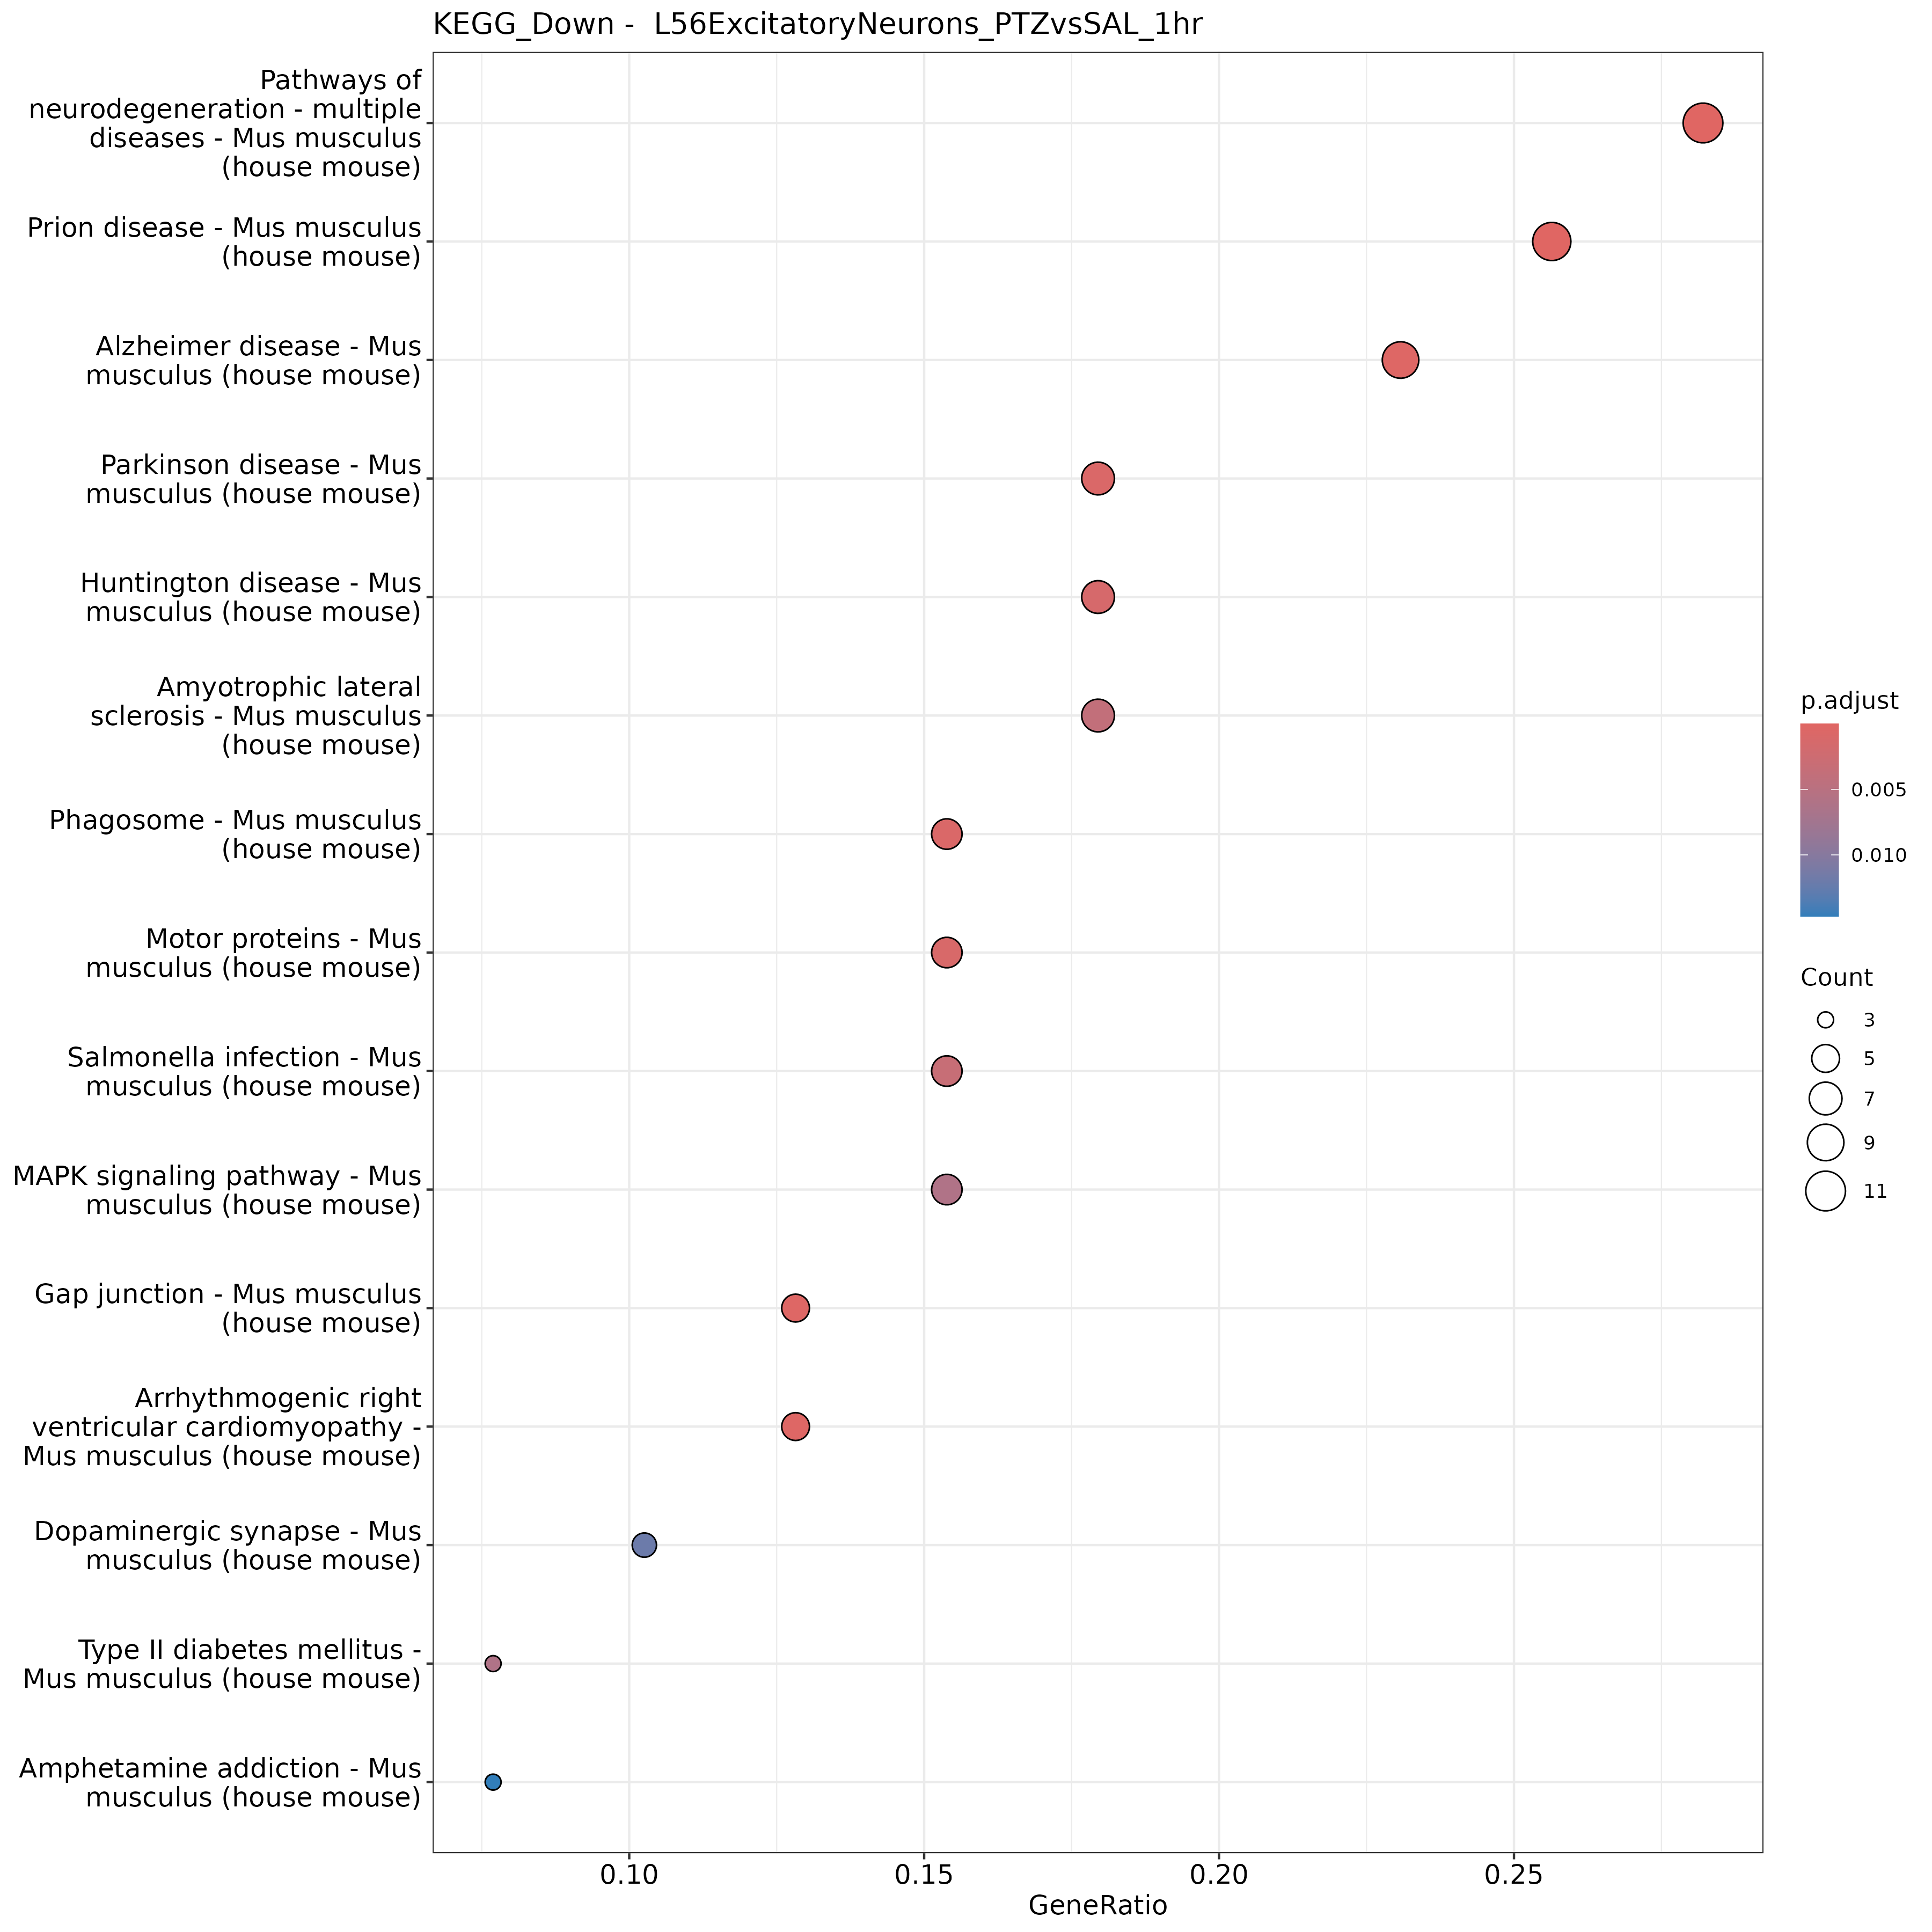 KEGG_Down -  L56ExcitatoryNeurons_PTZvsSAL_1hr
Pathways of
neurodegeneration - multiple
diseases - Mus musculus
(house mouse)
Prion disease - Mus musculus
(house mouse)
Alzheimer disease - Mus
musculus (house mouse)
Parkinson disease - Mus
musculus (house mouse)
Huntington disease - Mus
musculus (house mouse)
Amyotrophic lateral
sclerosis - Mus musculus
(house mouse)
Phagosome - Mus musculus
(house mouse)
Motor proteins - Mus
musculus (house mouse)
Salmonella infection - Mus
musculus (house mouse)
MAPK signaling pathway - Mus
musculus (house mouse)
Gap junction - Mus musculus
(house mouse)
Arrhythmogenic right
ventricular cardiomyopathy -
Mus musculus (house mouse)
Dopaminergic synapse - Mus
musculus (house mouse)
Type II diabetes mellitus -
Mus musculus (house mouse)
Amphetamine addiction - Mus
musculus (house mouse)
0.10 0.15 0.20 0.25
GeneRatio
p.adjust
0.005
0.010
Count
3
5
7
9
11